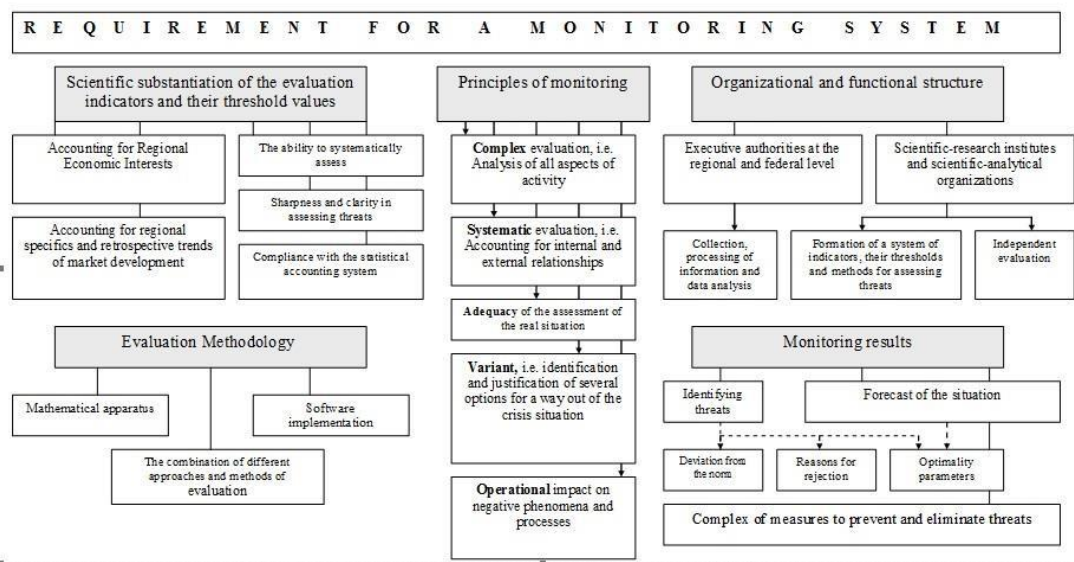 REQUIREMENT FOR A MONITORING SYSTEM
Scientific substantiation of the evaluation
indicators and their threshold values
Accounting for Regional
Economic Interests
Accounting for regional
specifics and retrospective trends
of market development
The ability to systematically
assess
Sharpness and clarity in
assessing threats
Compliance with the statistical
accounting system
Evaluation Methodology
Mathematical apparatus
Software
implementation
The combination of different
approaches and methods of
evaluation
Principles of monitoring
Complex evaluation, i.e.
Analysis of all aspects of
activity
Systematic evaluation, i.e.
Accounting for internal and
external relationships
Adequacy of the assessment of
the real situation
Variant, i.e. identification
and justification of several
options for a way out of the
crisis situation
Operational impact on
negative phenomena and
processes
Organizational and functional structure
Executive authorities at the
regional and federal level
Scientific-research institutes
and scientific-analytical
organizations
Collection,
processing of
information and
data analysis
Formation of a system of
indicators, their thresholds
and methods for assessing
threats
Independent
evaluation
Monitoring results
Identifying
threats
Forecast of the situation
Deviation from
the norm
Reasons for
rejection
Optimality
parameters
Complex of measures to prevent and eliminate threats